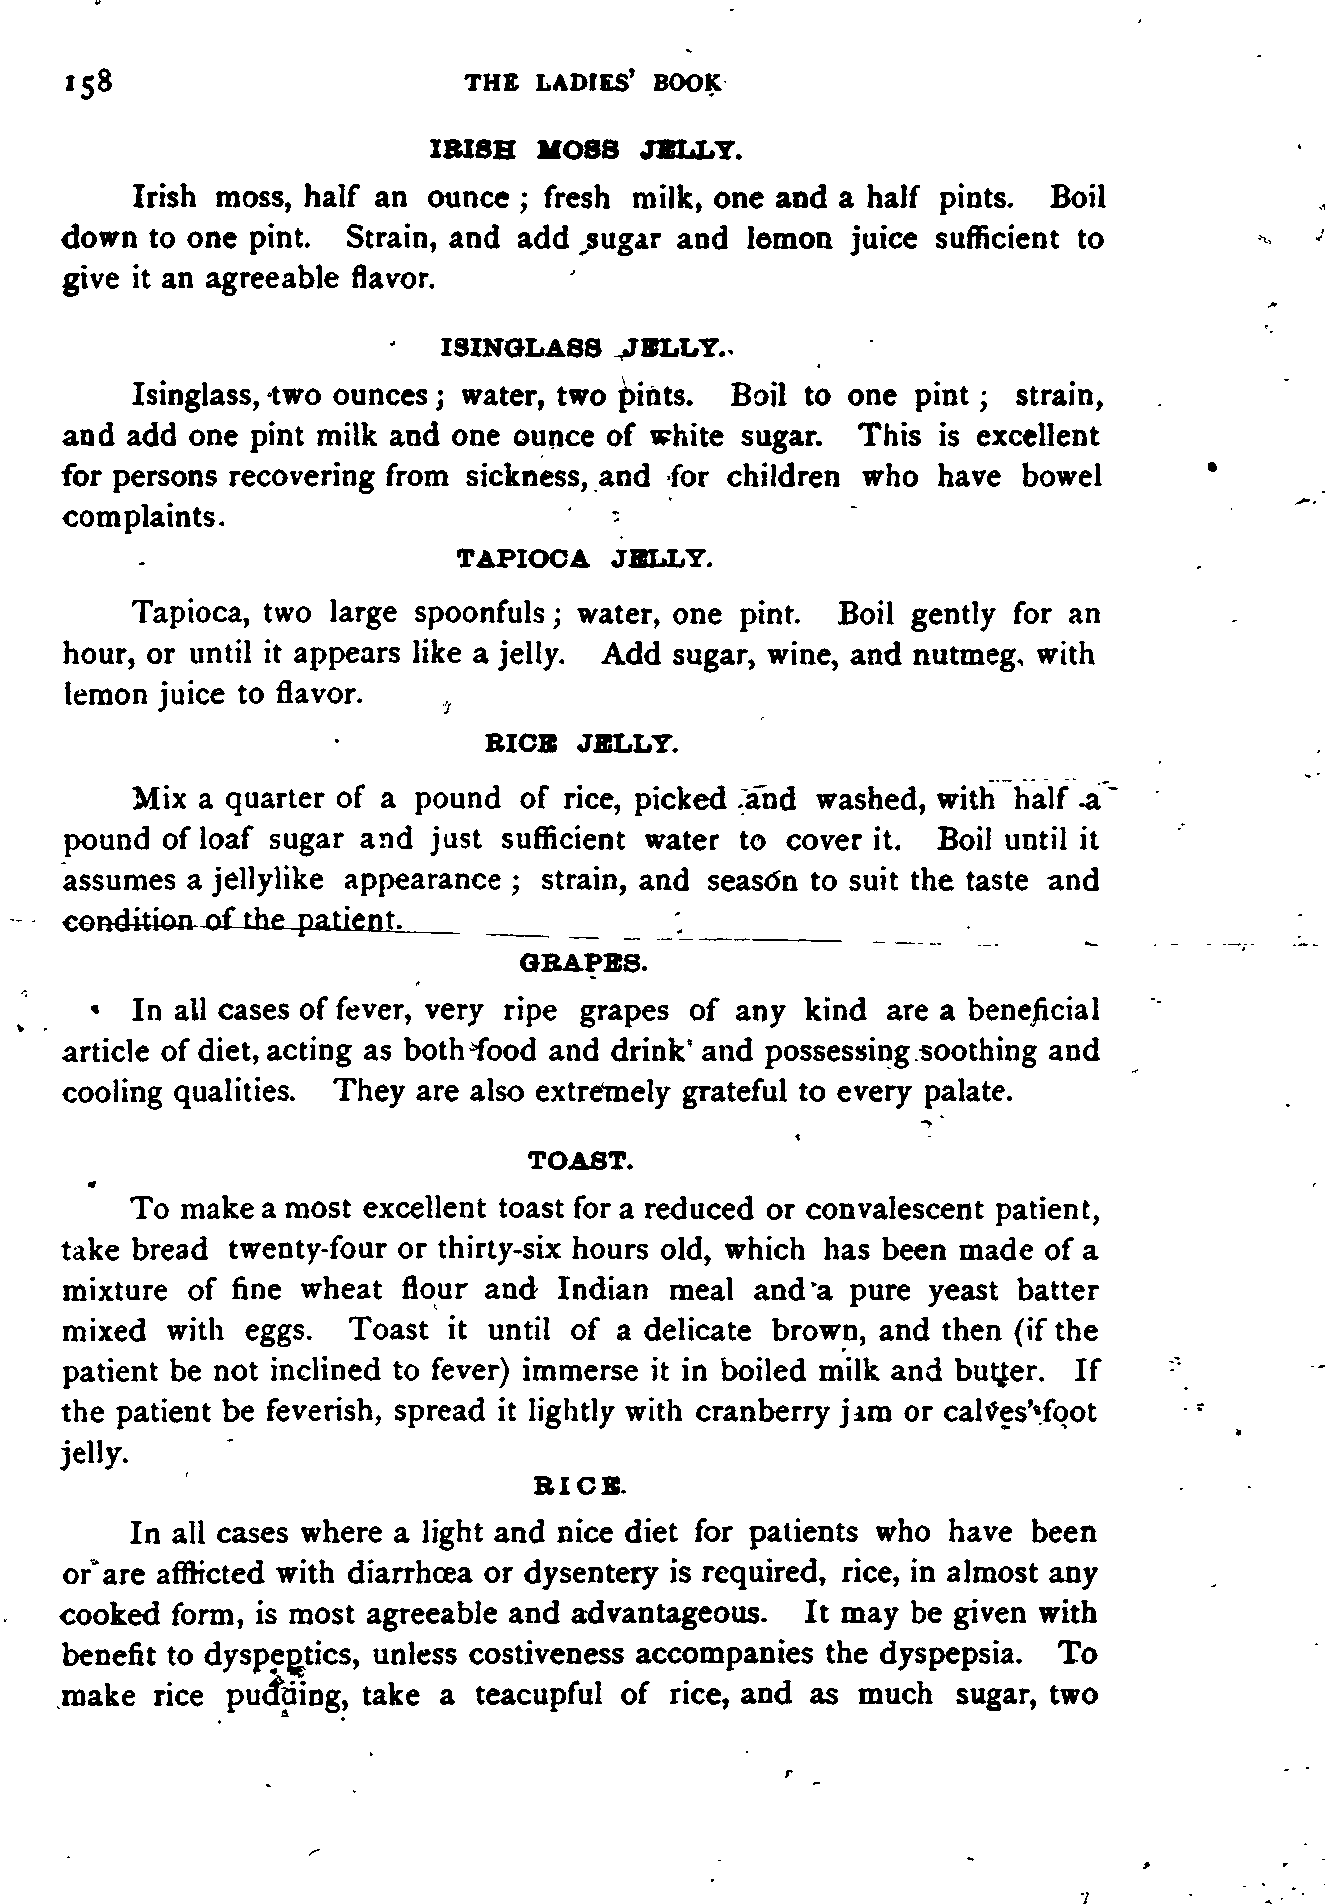 158 THE LADIES' BOOK
IRISH MOSS JELLY.
Irish moss, half an ounce ; fresh milk, one and a half pints. Boil
down to one pint. Strain, and add sugar and lemon juice sufficient to
give it an agreeable flavor.
ISINGLASS JELLY.
Isinglass, two ounces ; water, two pints. Boil to one pint ; strain,
and add one pint milk and one ounce of white sugar. This is excellent
for persons recovering from sickness, and for children who have bowel
complaints.
TAPIOCA JELLY.
Tapioca, two large spoonfuls ; water, one pint. Boil gently for an
hour, or until it appears like a jelly. Add sugar, wine, and nutmeg, with
lemon juice to flavor.
RICE JELLY.
Mix a quarter of a pound of rice, picked and washed, with half a
pound of loaf sugar and just sufficient water to cover it. Boil until it
assumes a jellylike appearance ; strain, and season to suit the taste and
condition of the patient.
GRAPES.
In all cases of fever, very ripe grapes of any kind are a beneficial
article of diet, acting as both food and drink and possessing soothing and
cooling qualities. They are also extremely grateful to every palate.
TOAST.
To make a most excellent toast for a reduced or convalescent patient,
take bread twenty-four or thirty-six hours old, which has been made of a
mixture of fine wheat flour and Indian meal and a pure yeast batter
mixed with eggs. Toast it until of a delicate brown, and then (if the
patient be not inclined to fever) immerse it in boiled milk and butter. If
the patient be feverish, spread it lightly with cranberry jam or calves' foot
jelly.
RICE.
In all cases where a light and nice diet for patients who have been
or are afflicted with diarrhœa or dysentery is required, rice, in almost any
cooked form, is most agreeable and advantageous. It may be given with
benefit to dyspeptics, unless costiveness accompanies the dyspepsia. To
make rice pudding, take a teacupful of rice, and as much sugar, two